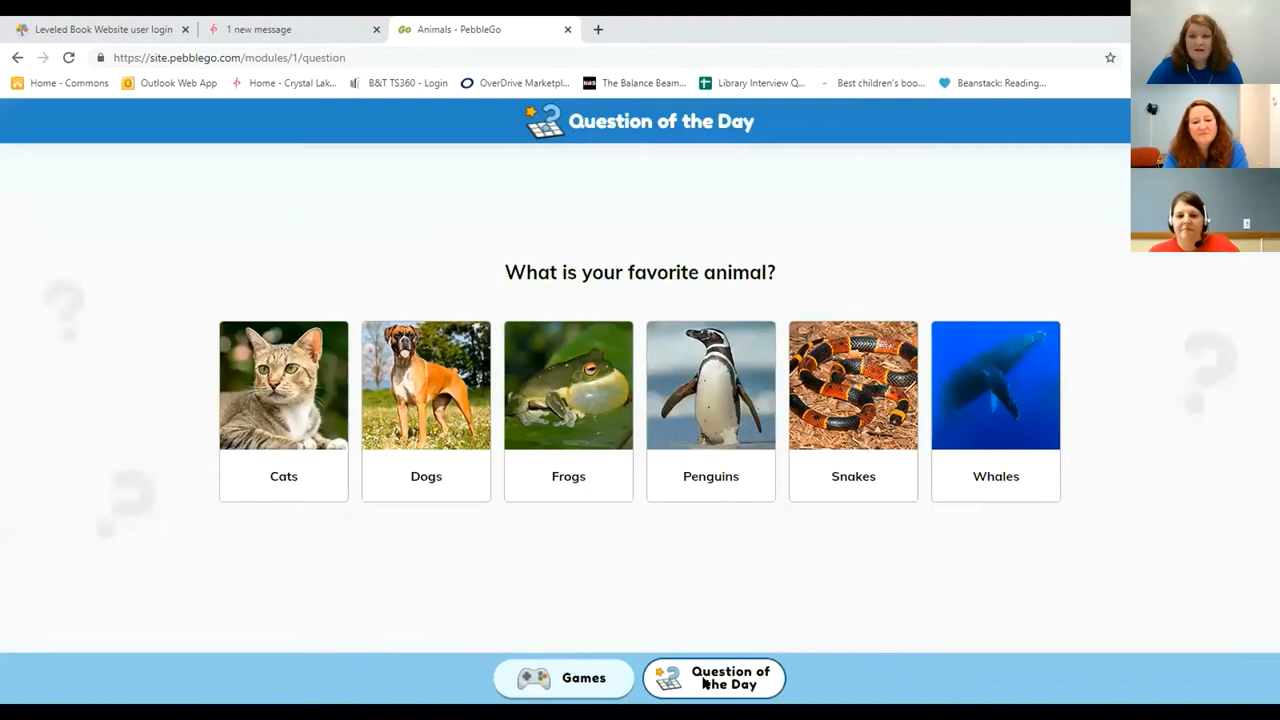 Leveled Book Website user login
1 new message
Go Animals - PebbleGo
https://site.pebblego.com/modules/1/question
Home - Commons
Outlook Web App
Home - Crystal Lak...
B&T TS360 - Login
OverDrive Marketpl...
The Balance Beam...
Library Interview Q...
Best children's boo...
Beanstack: Reading...
Question of the Day
What is your favorite animal?
Cats
Dogs
Frogs
Penguins
Snakes
Whales
Games
Question of
the Day